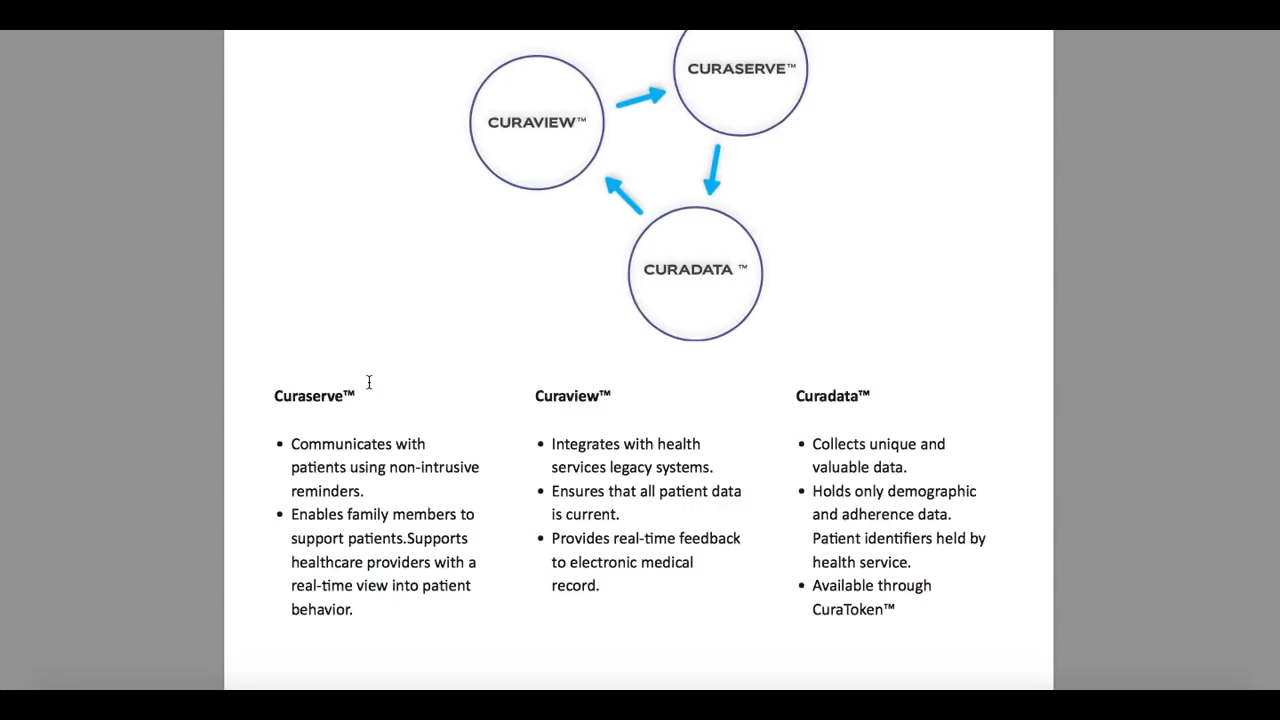 CURASERVE™
CURAVIEW™
CURADATA ™
Curaserve™
• Communicates with
patients using non-intrusive
reminders.
• Enables family members to
support patients.Supports
healthcare providers with a
real-time view into patient
behavior.
Curaview™
• Integrates with health
services legacy systems.
• Ensures that all patient data
is current.
• Provides real-time feedback
to electronic medical
record.
Curadata™
• Collects unique and
valuable data.
• Holds only demographic
and adherence data.
Patient identifiers held by
health service.
• Available through
CuraToken™